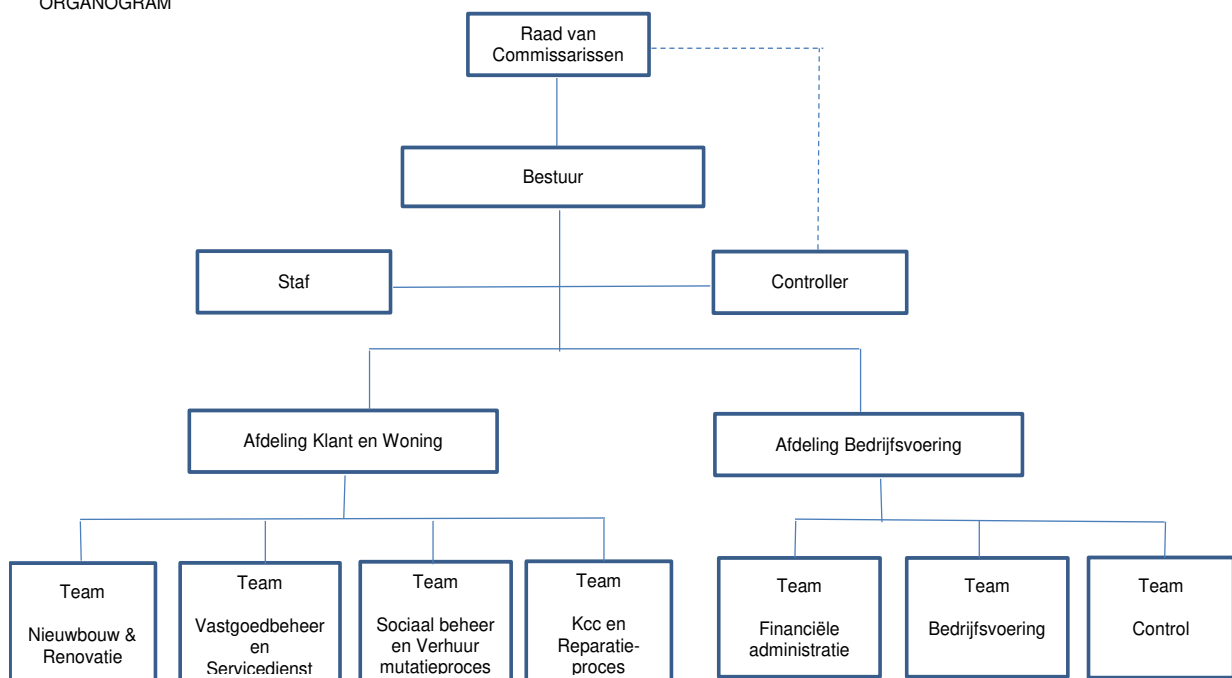 ORGANOGRAM
Raad van
Commissarissen
Bestuur
Staf
Controller
Afdeling Klant en Woning
Afdeling Bedrijfsvoering
Team
Nieuwbouw &
Renovatie
Team
Vastgoedbeheer
en
Servicedienst
Team
Sociaal beheer
en Verhuur
mutatieproces
Team
Kcc en
Reparatie-
proces
Team
Financiële
administratie
Team
Bedrijfsvoering
Team
Control